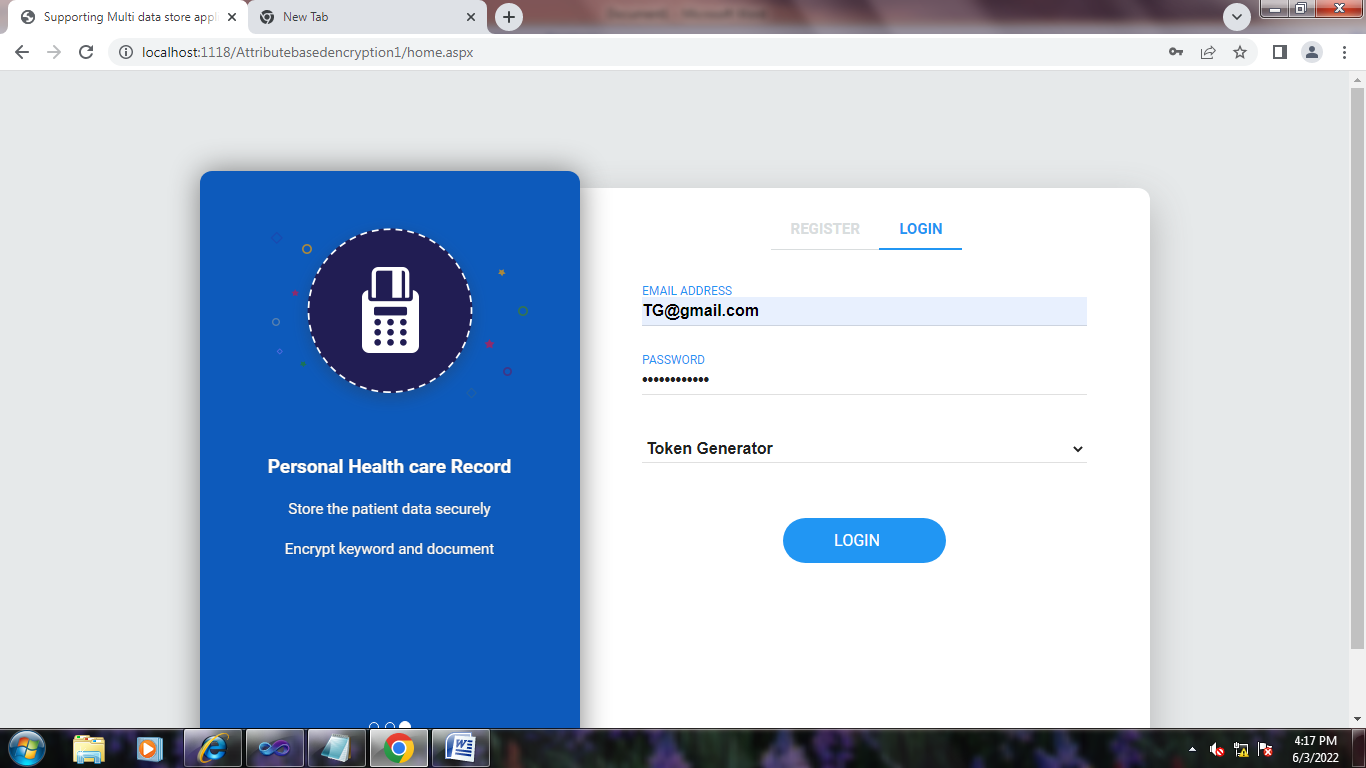 Supporting Multi data store appl
New Tab
localhost:1118/Attributebasedencryption1/home.aspx
REGISTER
LOGIN
EMAIL ADDRESS
TG@gmail.com
PASSWORD
Token Generator
LOGIN
Personal Health care Record
Store the patient data securely
Encrypt keyword and document
4:17 PM
6/3/2022